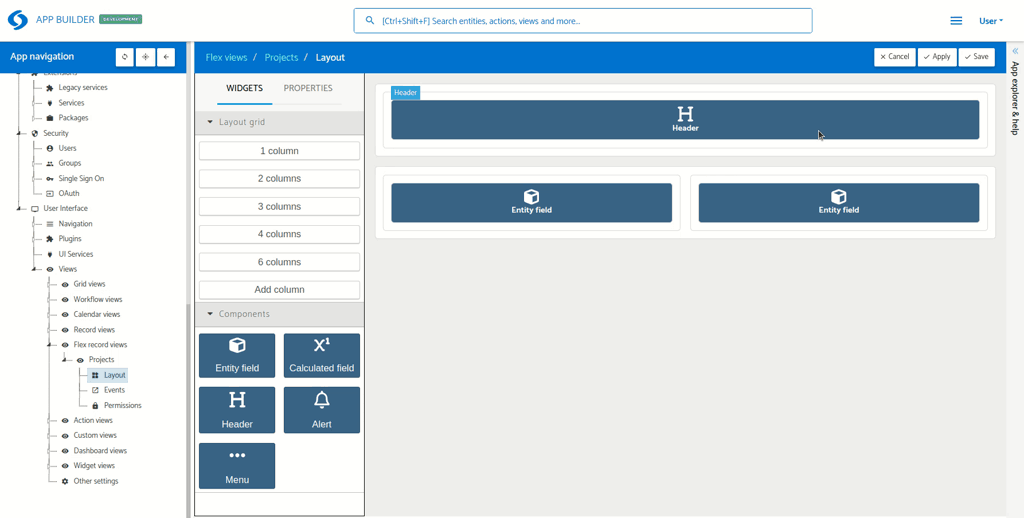 APP BUILDER
DEVELOPMENT
[Ctrl+Shift+F] Search entities, actions, views and more...
User
App navigation
Flex views / Projects / Layout
Cancel
Apply
Save
App explorer & help
Extensions
Legacy services
Services
Packages
Security
Users
Groups
Single Sign On
OAuth
User Interface
Navigation
Plugins
UI Services
Views
Grid views
Workflow views
Calendar views
Record views
Flex record views
Projects
Layout
Events
Permissions
Action views
Custom views
Dashboard views
Widget views
Other settings
WIDGETS
PROPERTIES
Layout grid
1 column
2 columns
3 columns
4 columns
6 columns
Add column
Components
Entity field
X¹
Calculated field
H
Header
Alert
Menu
Header
H
Header
Entity field
Entity field